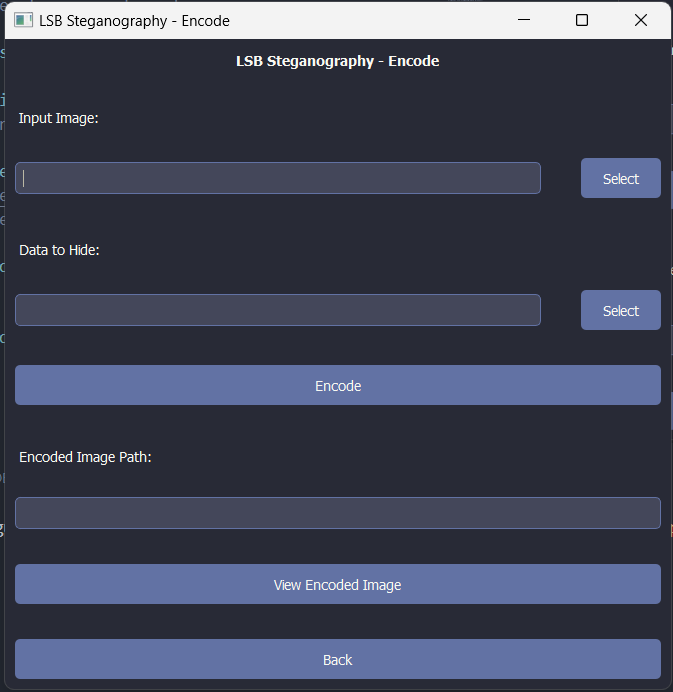 LSB Steganography - Encode
LSB Steganography - Encode
Input Image:
Select
Data to Hide:
Select
Encode
Encoded Image Path:
View Encoded Image
Back